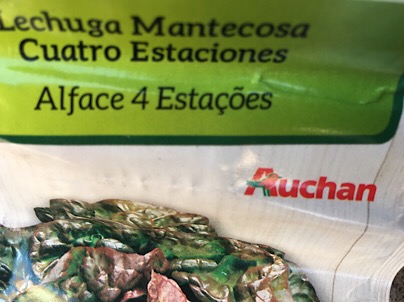 Lechuga Mantecosa
Cuatro Estaciones
Alface 4 Estações
Auchan